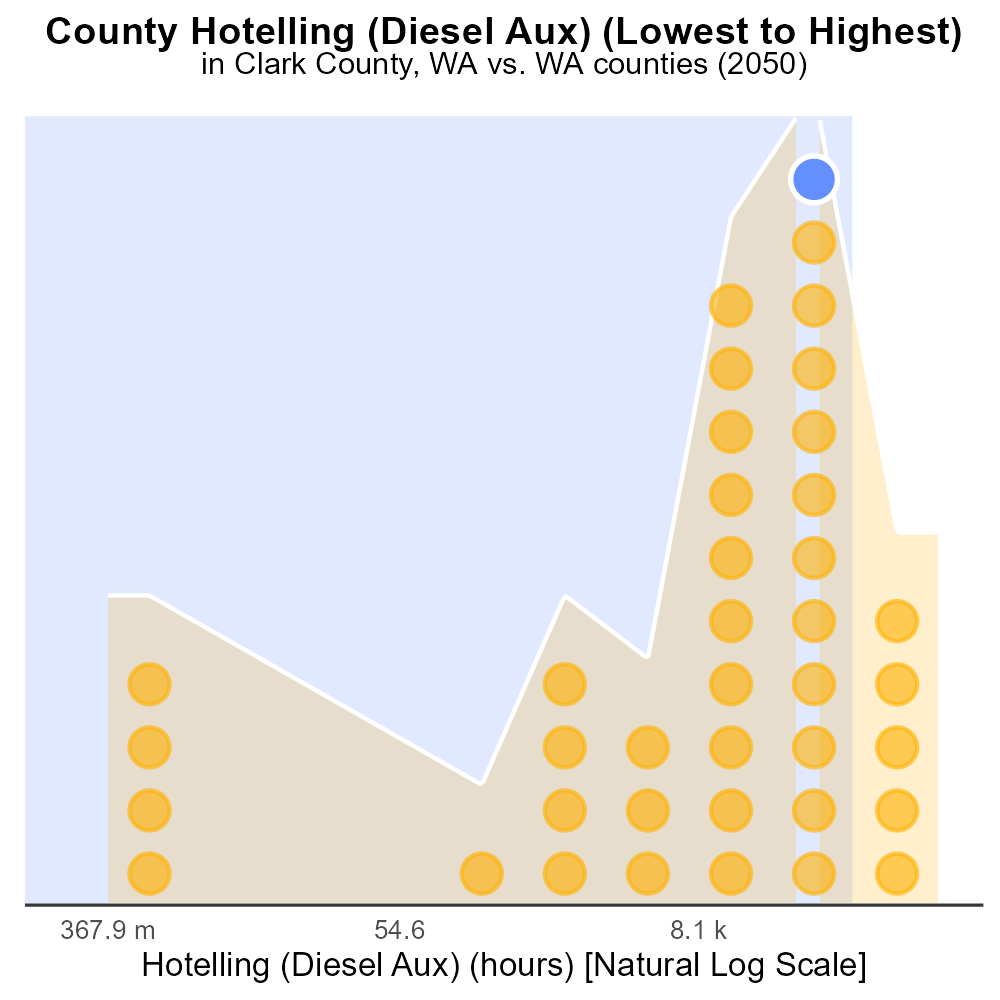 County Hotelling (Diesel Aux) (Lowest to Highest)
in Clark County, WA vs. WA counties (2050)
367.9 m 54.6 8.1 k
Hotelling (Diesel Aux) (hours) [Natural Log Scale]